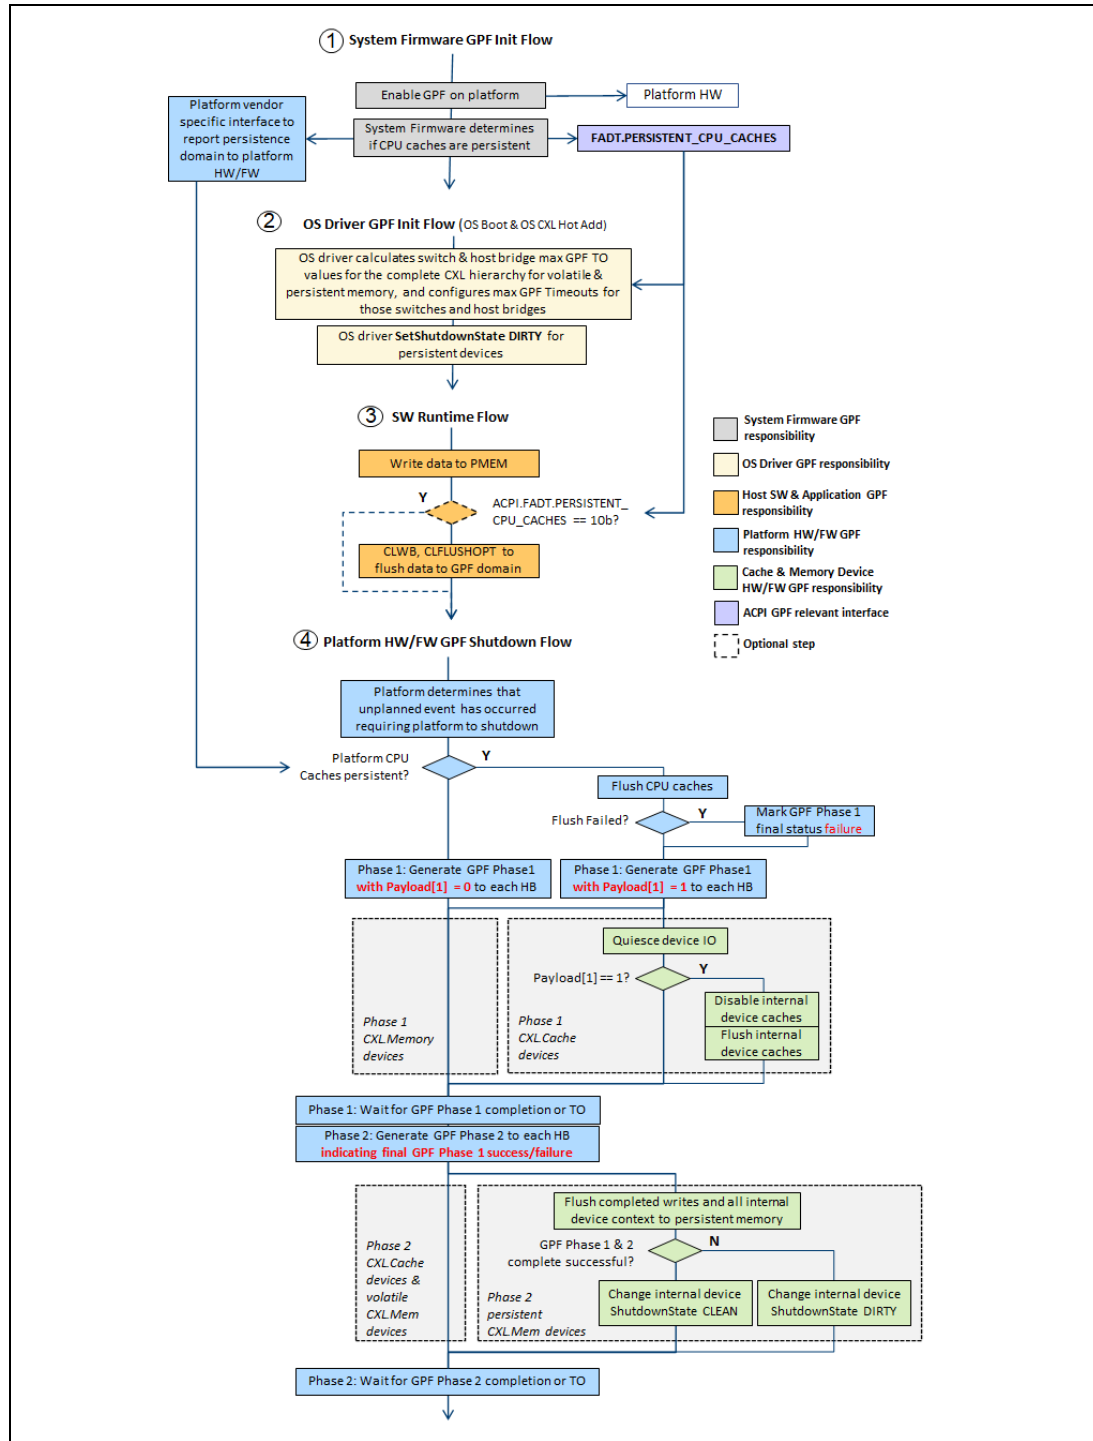 1 System Firmware GPF Init Flow
Enable GPF on platform
Platform HW
Platform vendor
specific interface to
report persistence
domain to platform
HW/FW
System Firmware determines
if CPU caches are persistent
FADT.PERSISTENT_CPU_CACHES
2 OS Driver GPF Init Flow (OS Boot & OS CXL Hot Add)
OS driver calculates switch & host bridge max GPF TO
values for the complete CXL hierarchy for volatile &
persistent memory, and configures max GPF Timeouts for
those switches and host bridges
OS driver SetShutdownState DIRTY for
persistent devices
3 SW Runtime Flow
Write data to PMEM
Y
ACPI.FADT.PERSISTENT_
CPU_CACHES == 10b?
CLWB, CLFLUSHOPT to
flush data to GPF domain
System Firmware GPF
responsibility
OS Driver GPF responsibility
Host SW & Application GPF
responsibility
Platform HW/FW GPF
responsibility
Cache & Memory Device
HW/FW GPF responsibility
ACPI GPF relevant interface
Optional step
4 Platform HW/FW GPF Shutdown Flow
Platform determines that
unplanned event has occurred
requiring platform to shutdown
Platform CPU
Caches persistent?
Y
Flush CPU caches
Flush Failed?
Y
Mark GPF Phase 1
final status failure
Phase 1: Generate GPF Phase1
with Payload[1] = 0 to each HB
Phase 1: Generate GPF Phase1
with Payload[1] = 1 to each HB
Quiesce device IO
Payload[1] == 1?
Y
Disable internal
device caches
Flush internal
device caches
Phase 1
CXL.Memory
devices
Phase 1
CXL.Cache
devices
Phase 1: Wait for GPF Phase 1 completion or TO
Phase 2: Generate GPF Phase 2 to each HB
indicating final GPF Phase 1 success/failure
Flush completed writes and all internal
device context to persistent memory
GPF Phase 1 & 2
complete successful?
N
Phase 2
CXL.Cache
devices &
volatile
CXL.Mem
devices
Change internal device
ShutdownState CLEAN
Change internal device
ShutdownState DIRTY
Phase 2
persistent
CXL.Mem devices
Phase 2: Wait for GPF Phase 2 completion or TO